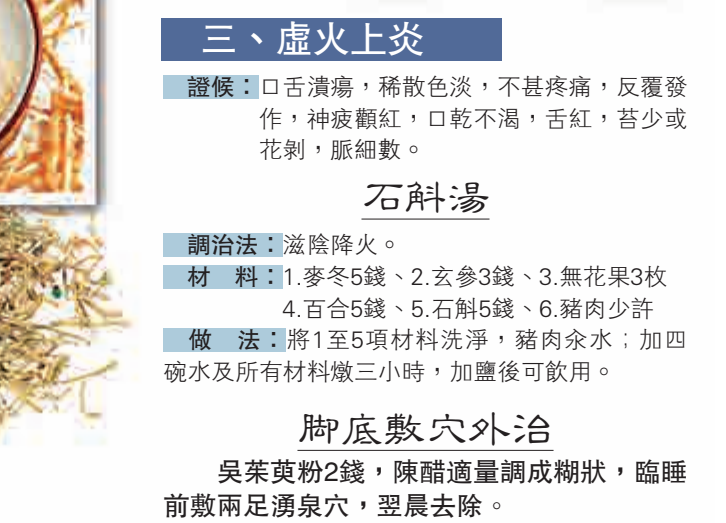 三、虛火上炎
證候：口舌潰瘍，稀散色淡，不甚疼痛，反覆發
作，神疲顴紅，口乾不渴，舌紅，苔少或
花剝，脈細數。
石斛湯
調治法：滋陰降火。
材　料：1.麥冬5錢、2.玄參3錢、3.無花果3枚
4.百合5錢、5.石斛5錢、6.豬肉少許
做　法：將1至5項材料洗淨，豬肉汆水；加四
碗水及所有材料燉三小時，加鹽後可飲用。
脚底敷穴外治
吳茱萸粉2錢，陳醋適量調成糊狀，臨睡
前敷兩足湧泉穴，翌晨去除。